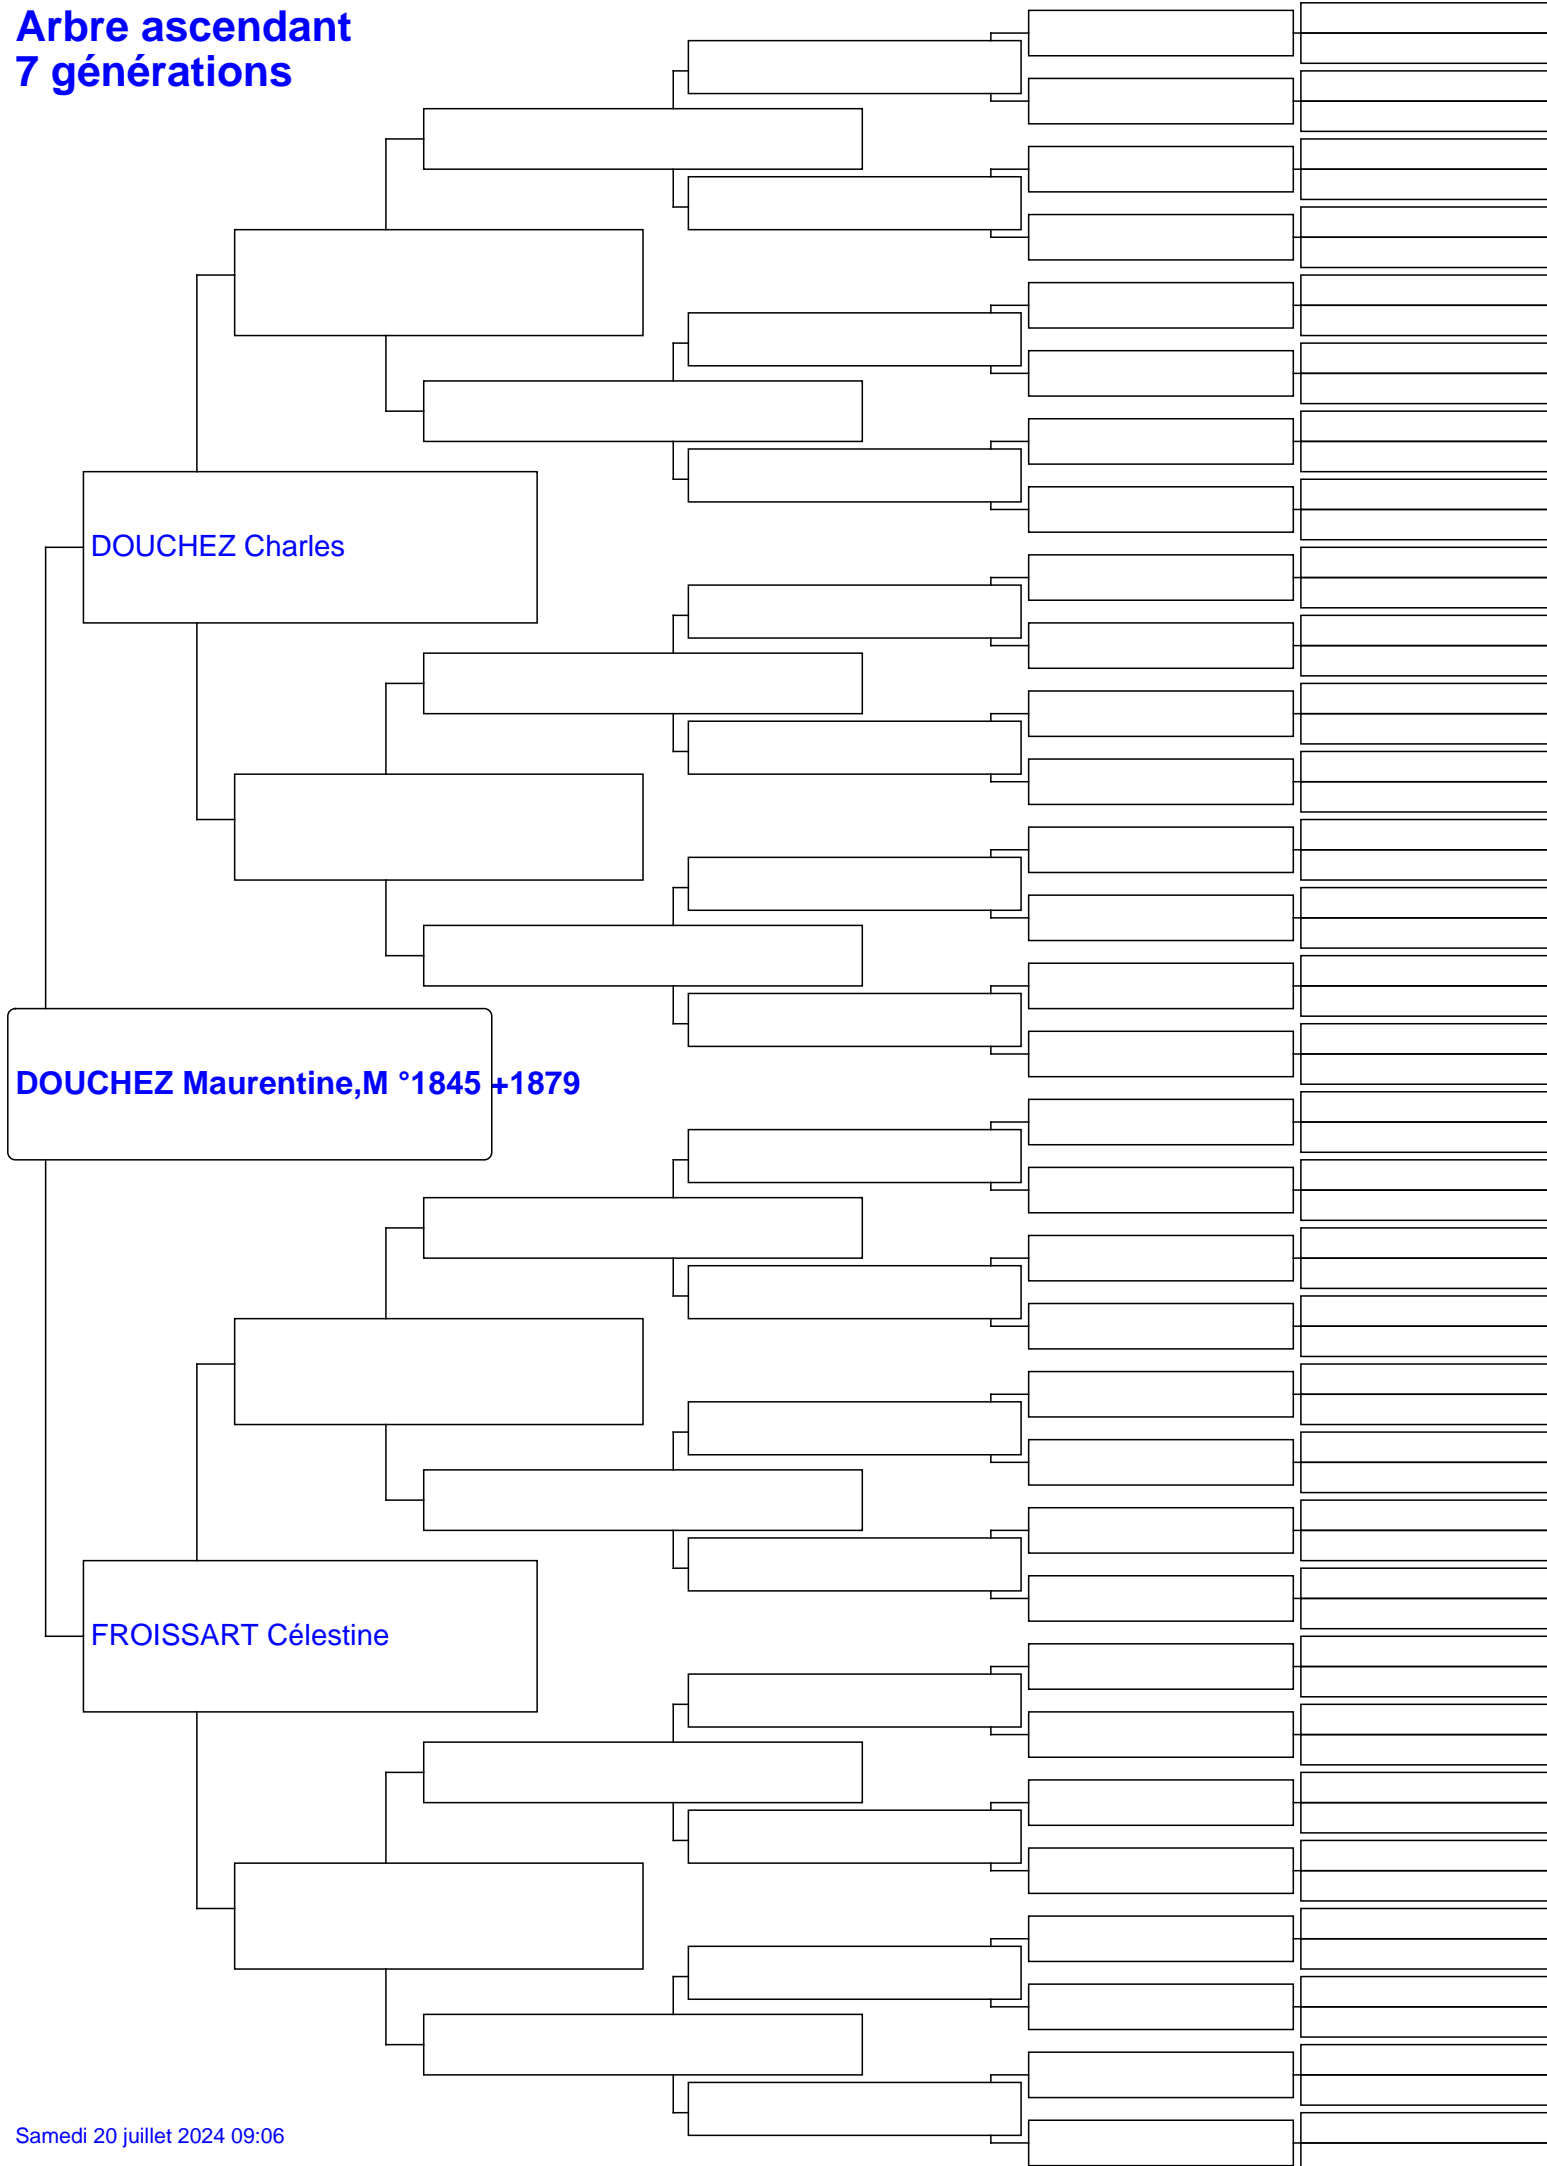 Arbre ascendant
7 générations
DOUCHEZ Charles
DOUCHEZ Maurentine,M °1845 +1879
FROISSART Célestine
Samedi 20 juillet 2024 09:06